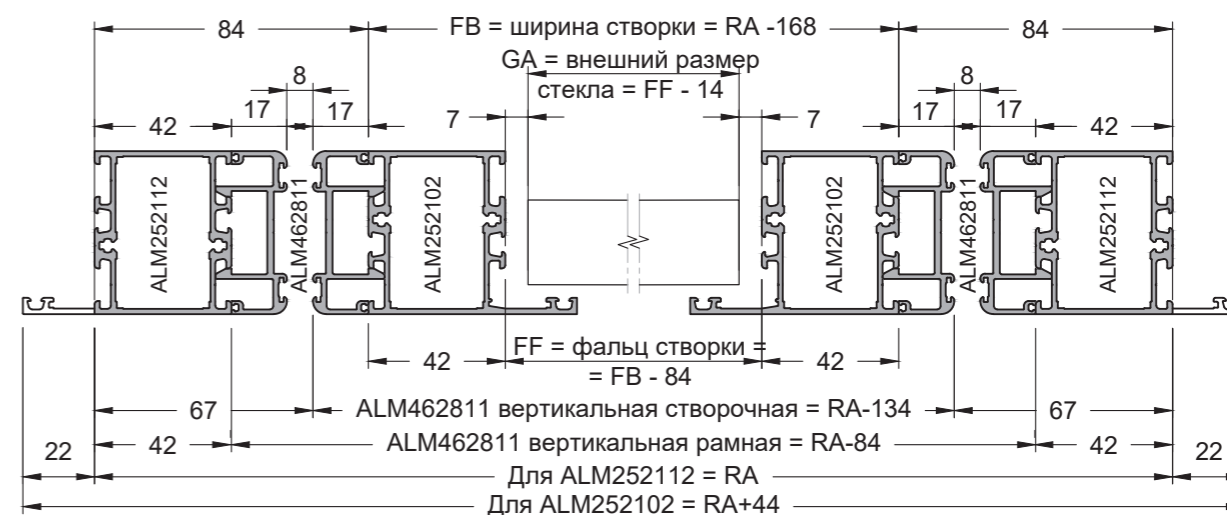 84
FB = ширина створки = RA -168
84
GA = внешний размер
стекла = FF - 14
8
8
42
17
17
7
7
17
17
42
ALM252112
ALM462811
ALM252102
ALM252102
ALM462811
ALM252112
42
FF = фальц створки =
= FB - 84
42
67
ALM462811 вертикальная створочная = RA-134
67
22
42
ALM462811 вертикальная рамная = RA-84
42
22
Для ALM252112 = RA
Для ALM252102 = RA+44